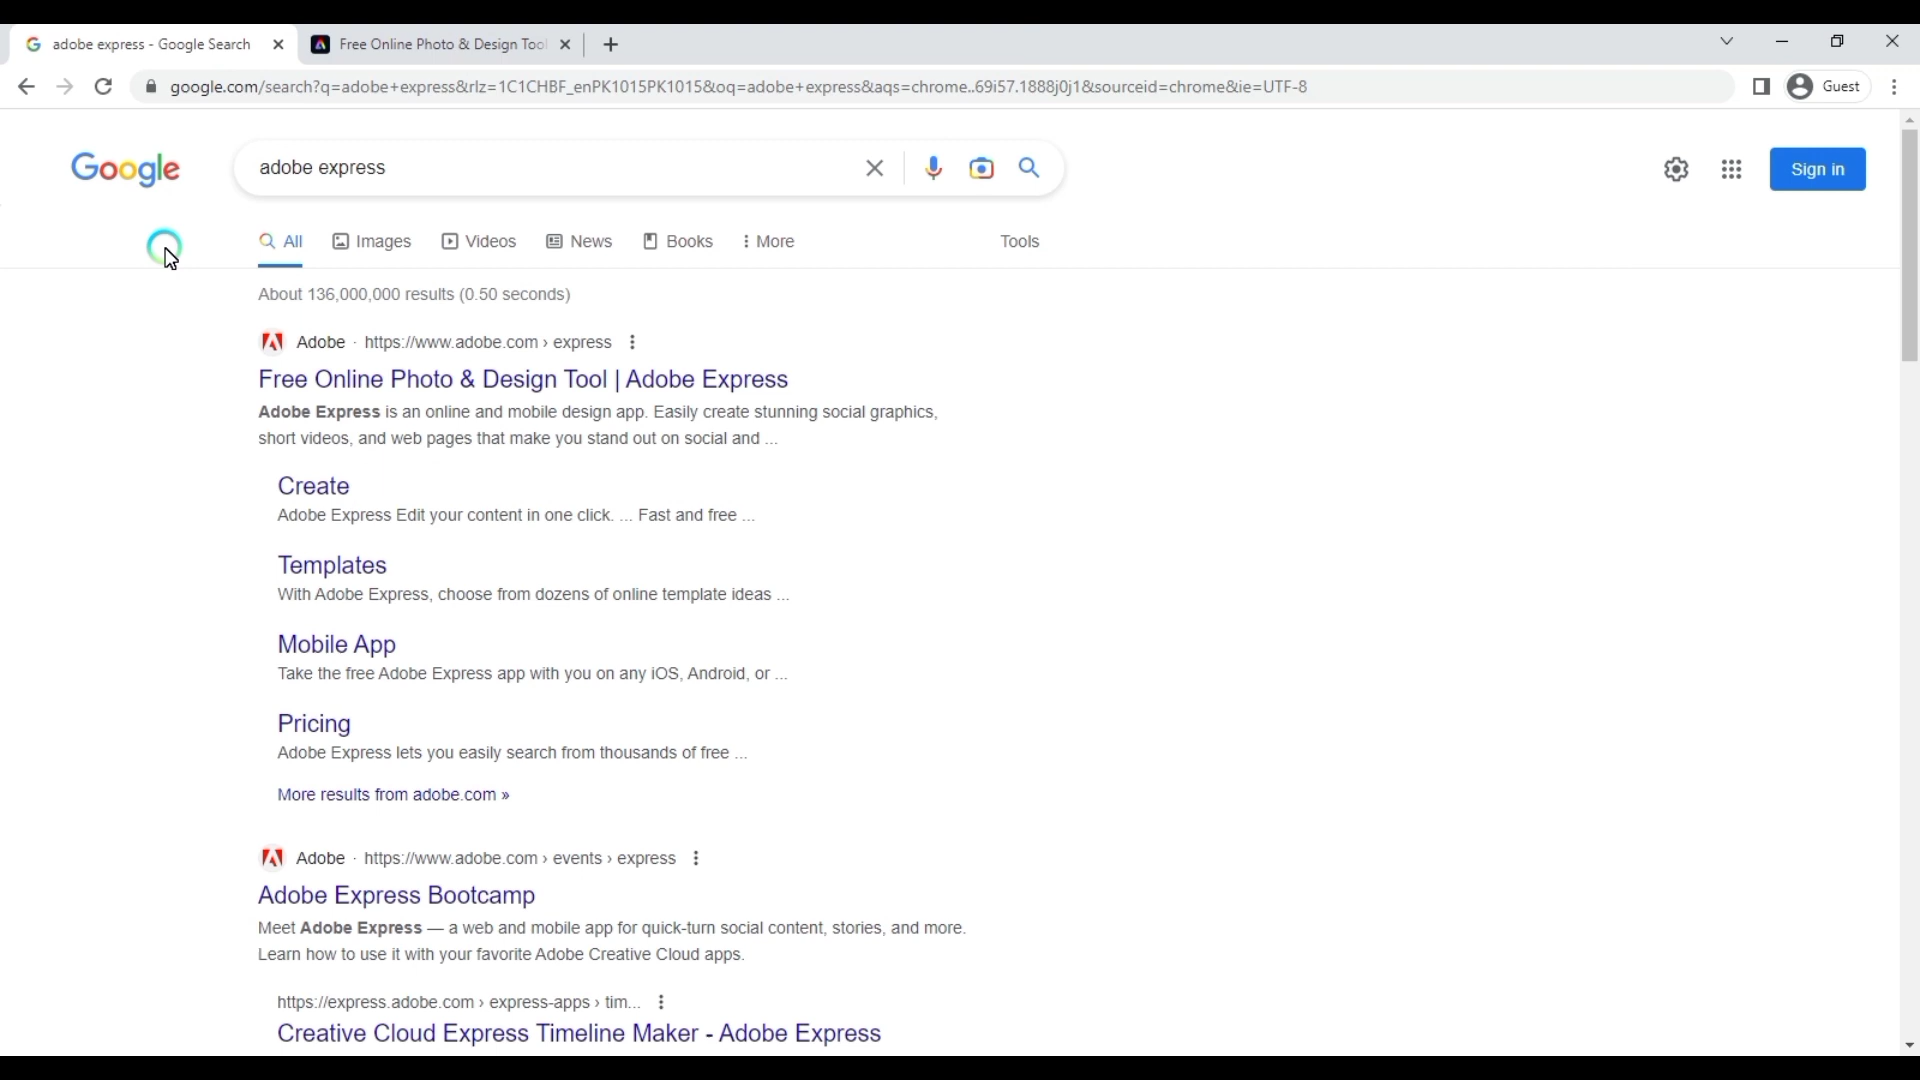 adobe express - Google Search
Free Online Photo & Design Tool
google.com/search?q=adobe+express&rlz=1C1CHBF_enPK1015PK1015&oq=adobe+express&aqs=chrome..69i57.1888j0j1&sourceid=chrome&ie=UTF-8
Guest
Google
adobe express
Sign in
All
Images
Videos
News
Books
More
Tools
About 136,000,000 results (0.50 seconds)
Adobe · https://www.adobe.com › express
Free Online Photo & Design Tool | Adobe Express
Adobe Express is an online and mobile design app. Easily create stunning social graphics,
short videos, and web pages that make you stand out on social and ...
Create
Adobe Express Edit your content in one click. ... Fast and free ...
Templates
With Adobe Express, choose from dozens of online template ideas ...
Mobile App
Take the free Adobe Express app with you on any iOS, Android, or ...
Pricing
Adobe Express lets you easily search from thousands of free ...
More results from adobe.com »
Adobe · https://www.adobe.com › events › express
Adobe Express Bootcamp
Meet Adobe Express — a web and mobile app for quick-turn social content, stories, and more.
Learn how to use it with your favorite Adobe Creative Cloud apps.
https://express.adobe.com › express-apps › tim...
Creative Cloud Express Timeline Maker - Adobe Express